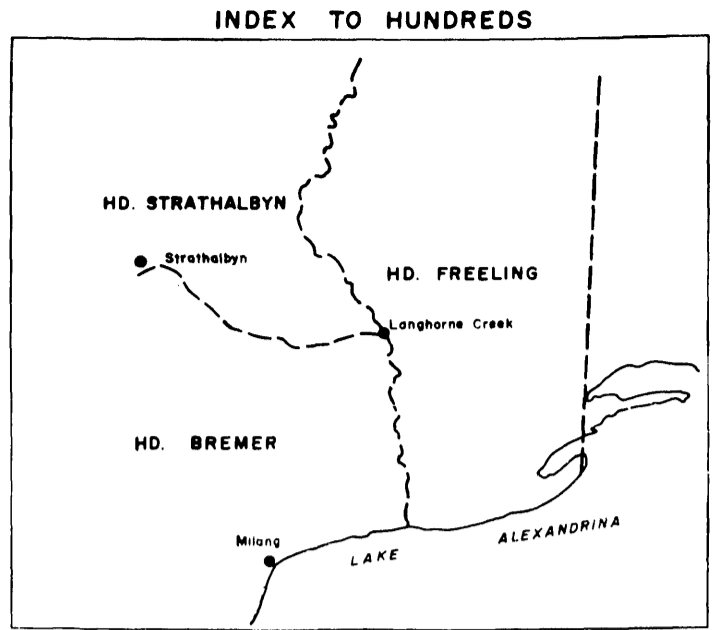 INDEX TO HUNDREDS
HD. STRATHALBYN
Strathalbyn
HD. FREELING
Langhorne Creek
HD. BREMER
Milang
LAKE ALEXANDRINA